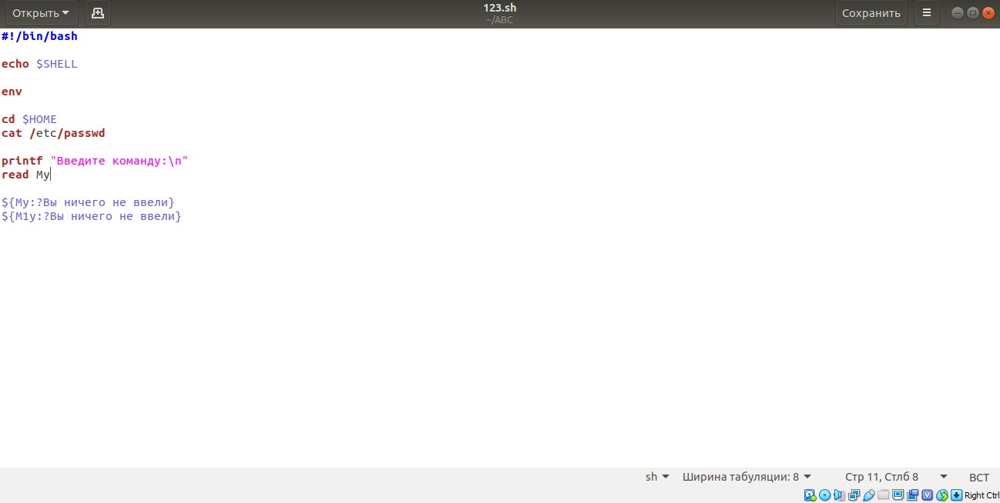 Открыть
123.sh
~/ABC
Сохранить
#!/bin/bash
echo $SHELL
env
cd $HOME
cat /etc/passwd
printf "Введите команду:\n"
read My
${My:?Вы ничего не ввели}
${M1y:?Вы ничего не ввели}
sh Ширина табуляции: 8 Стр 11, Стлб 8 ВСТ
Right Ctrl